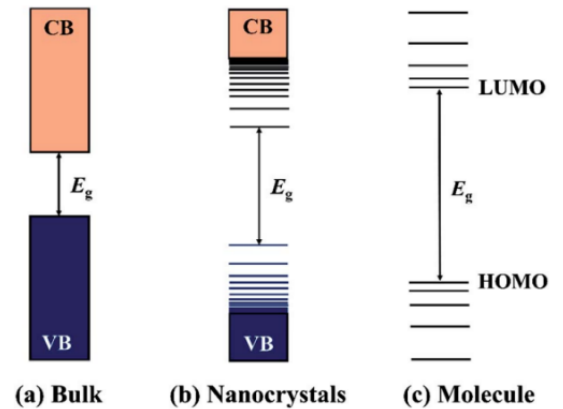 CB
CB
LUMO
Eg
Eg
Eg
HOMO
VB
VB
(a) Bulk
(b) Nanocrystals
(c) Molecule